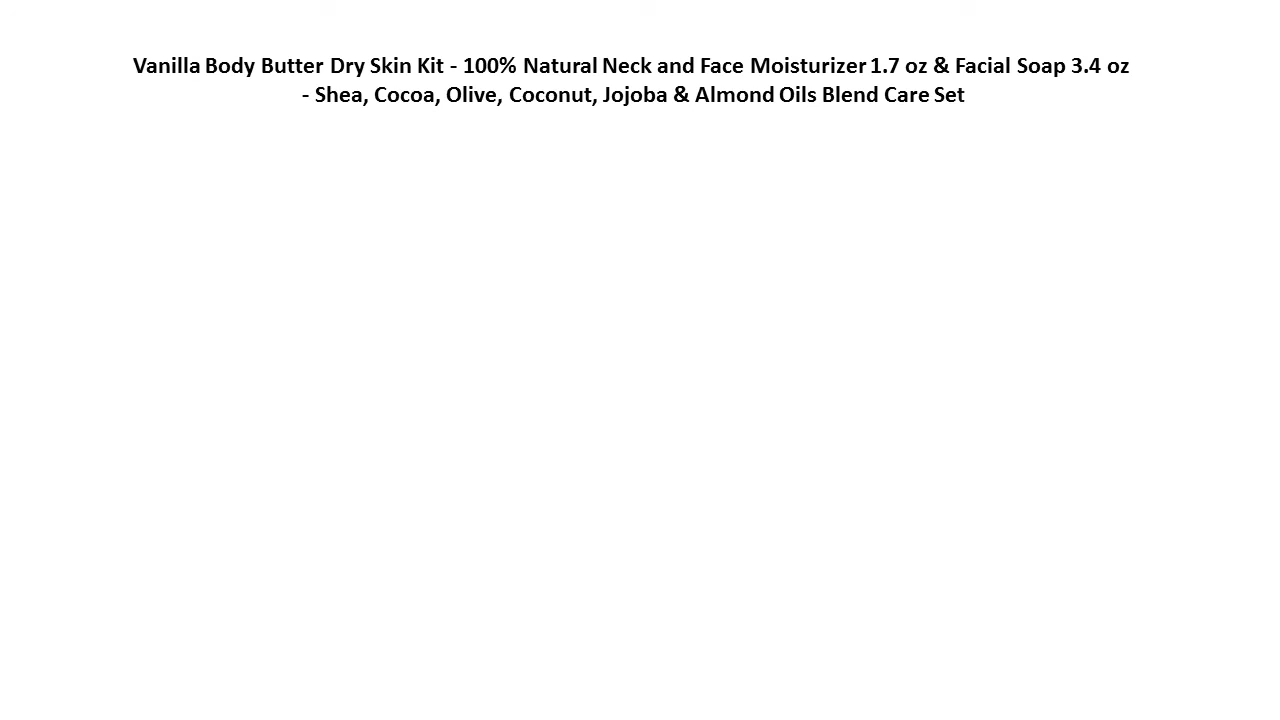 Vanilla Body Butter Dry Skin Kit - 100% Natural Neck and Face Moisturizer 1.7 oz & Facial Soap 3.4 oz
- Shea, Cocoa, Olive, Coconut, Jojoba & Almond Oils Blend Care Set